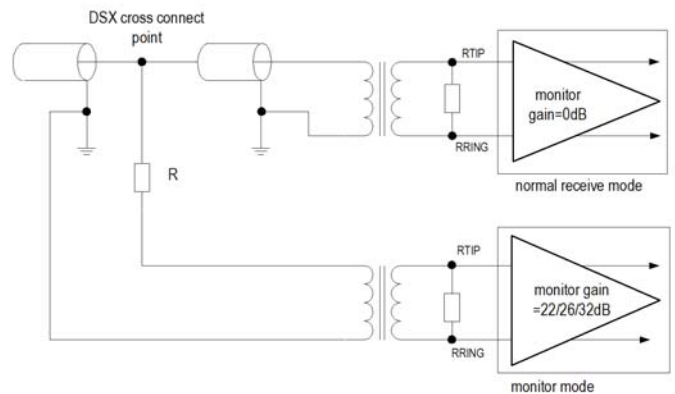 DSX cross connect
point
RTIP
monitor
gain=0dB
RRING
normal receive mode
R
RTIP
monitor gain
=22/26/32dB
RRING
monitor mode